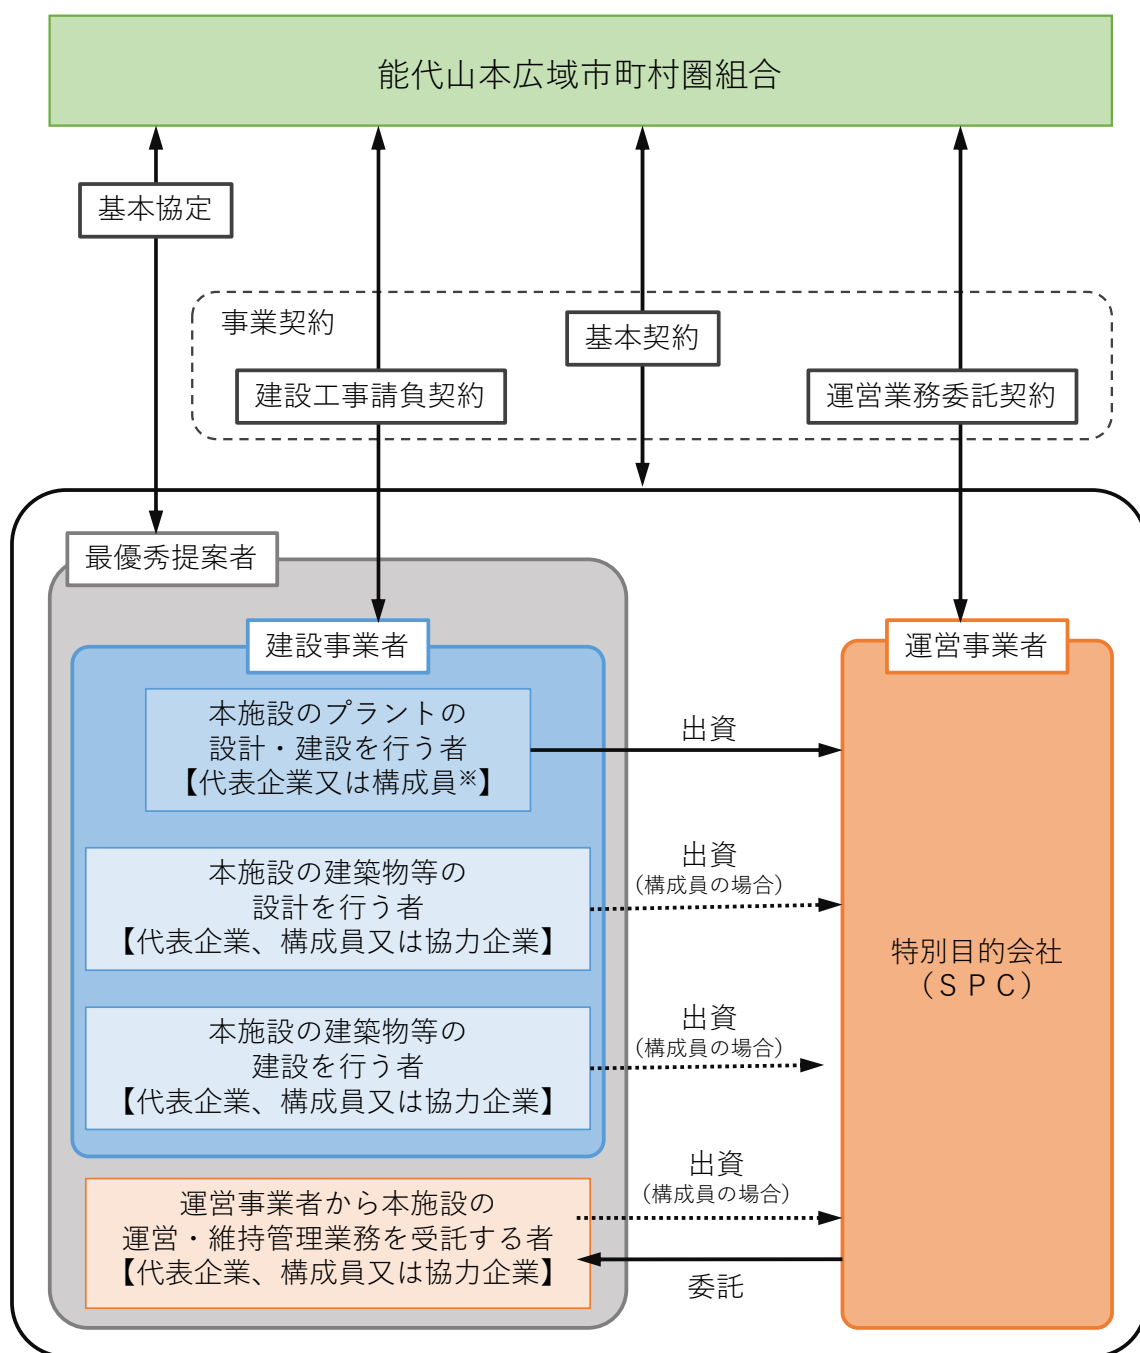 能代山本広域市町村圏組合
基本協定
事業契約
基本契約
建設工事請負契約
運営業務委託契約
最優秀提案者
建設事業者
運営事業者
本施設のプラントの
設計・建設を行う者
【代表企業又は構成員※】
出資
本施設の建築物等の
設計を行う者
【代表企業、構成員又は協力企業】
出資
（構成員の場合）
特別目的会社
（ＳＰＣ）
本施設の建築物等の
建設を行う者
【代表企業、構成員又は協力企業】
出資
（構成員の場合）
運営事業者から本施設の
運営・維持管理業務を受託する者
【代表企業、構成員又は協力企業】
出資
（構成員の場合）
委託